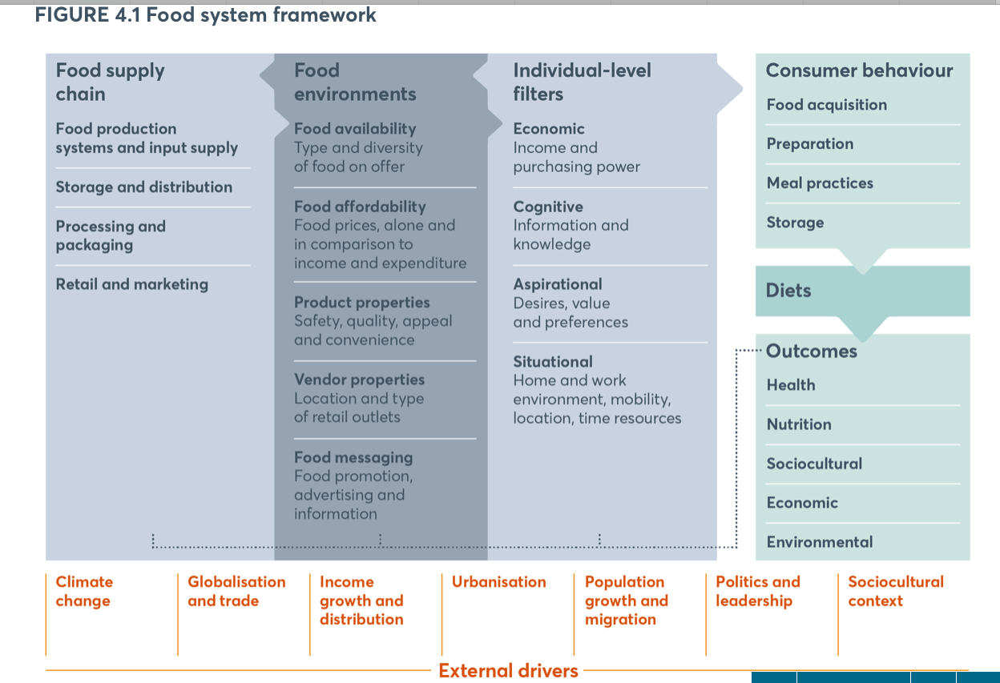 FIGURE 4.1 Food system framework
Food supply
chain
Food production
systems and input supply
Storage and distribution
Processing and
packaging
Retail and marketing
Food
environments
Food availability
Type and diversity
of food on offer
Food affordability
Food prices, alone and
in comparison to
income and expenditure
Product properties
Safety, quality, appeal
and convenience
Vendor properties
Location and type
of retail outlets
Food messaging
Food promotion,
advertising and
information
Individual-level
filters
Economic
Income and
purchasing power
Cognitive
Information and
knowledge
Aspirational
Desires, value
and preferences
Situational
Home and work
environment, mobility,
location, time resources
Consumer behaviour
Food acquisition
Preparation
Meal practices
Storage
Diets
Outcomes
Health
Nutrition
Sociocultural
Economic
Environmental
Climate
change
Globalisation
and trade
Income
growth and
distribution
Urbanisation
Population
growth and
migration
Politics and
leadership
Sociocultural
context
External drivers